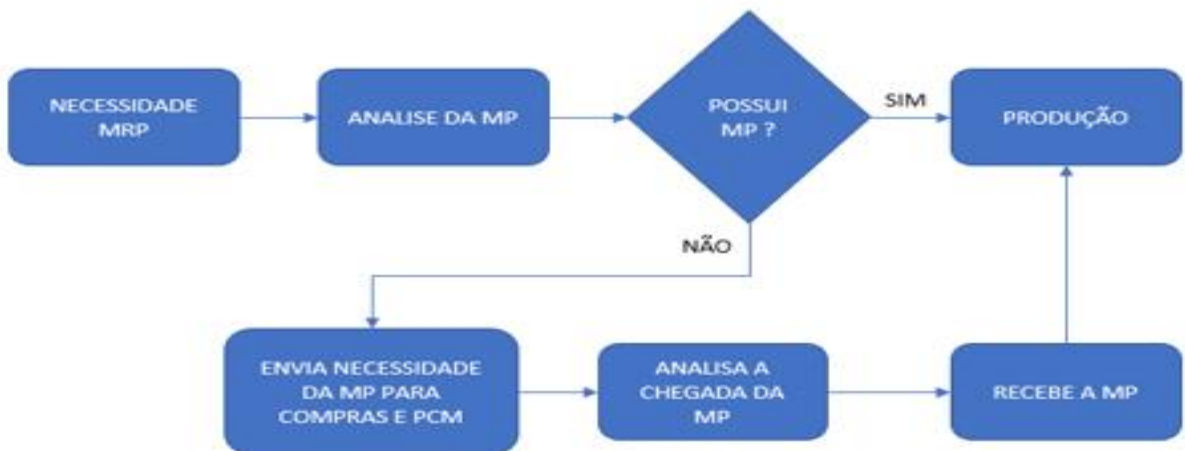 NECESSIDADE
MRP
ANALISE DA MP
POSSUI
MP ?
SIM
PRODUÇÃO
NÃO
ENVIA NECESSIDADE
DA MP PARA
COMPRAS E PCM
ANALISA A
CHEGADA DA
MP
RECEBE A MP